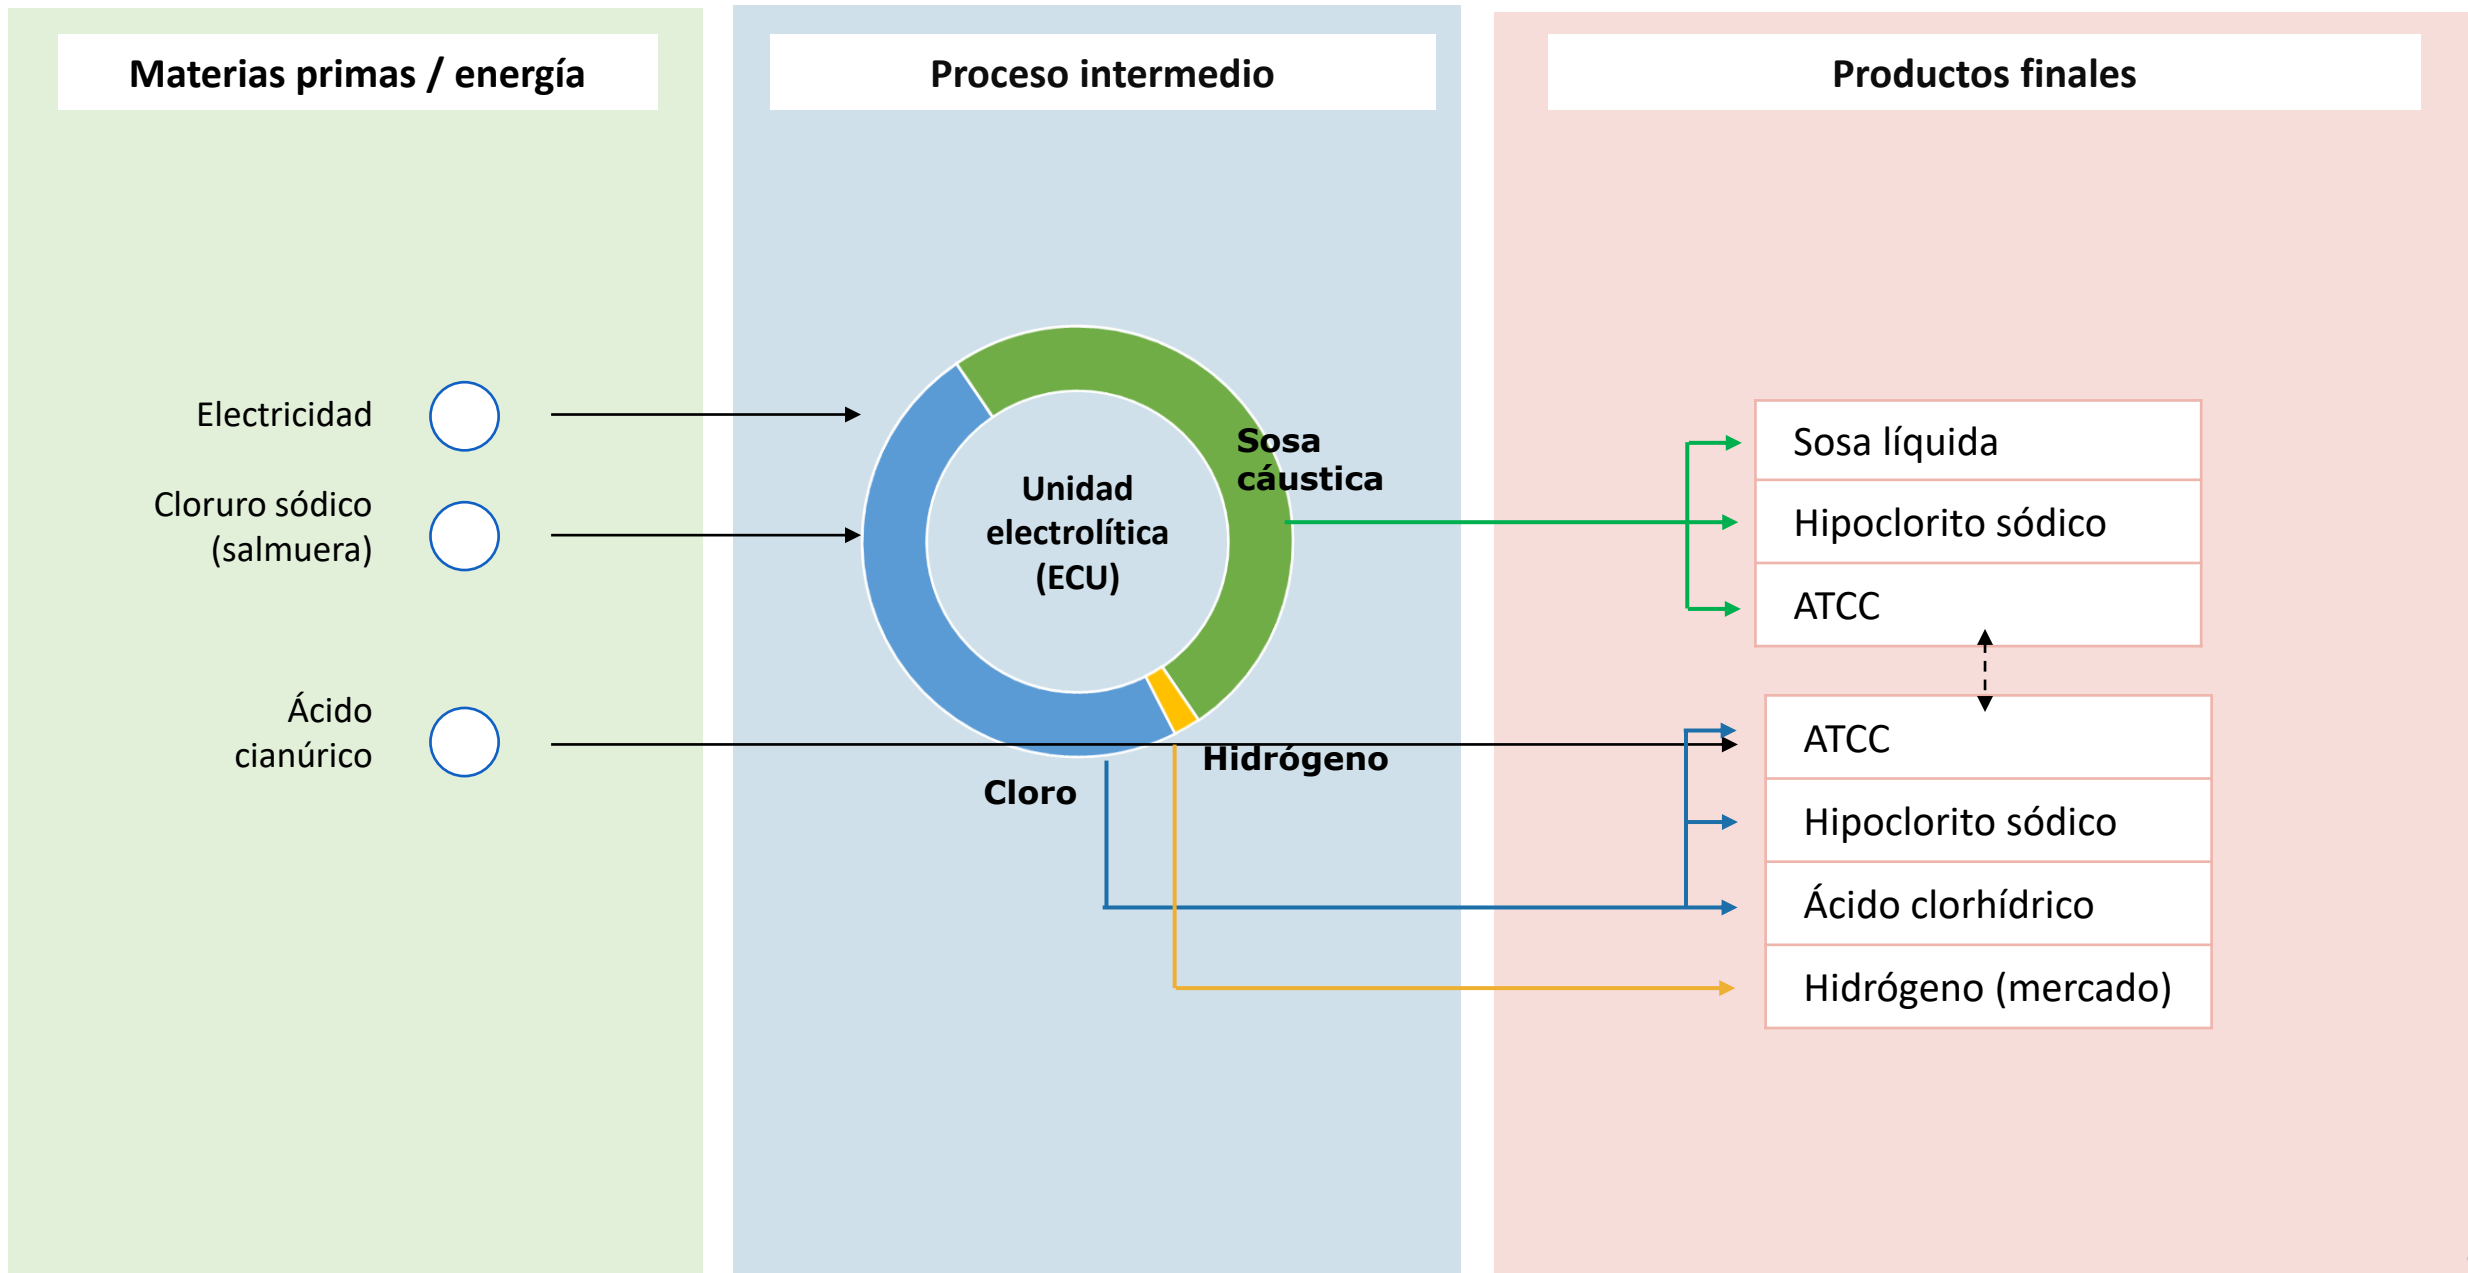 Materias primas / energía
Proceso intermedio
Productos finales
Electricidad
Cloruro sódico
(salmuera)
Ácido
cianúrico
Unidad
electrolítica
(ECU)
Sosa
cáustica
Hidrógeno
Cloro
Sosa líquida
Hipoclorito sódico
ATCC
ATCC
Hipoclorito sódico
Ácido clorhídrico
Hidrógeno (mercado)